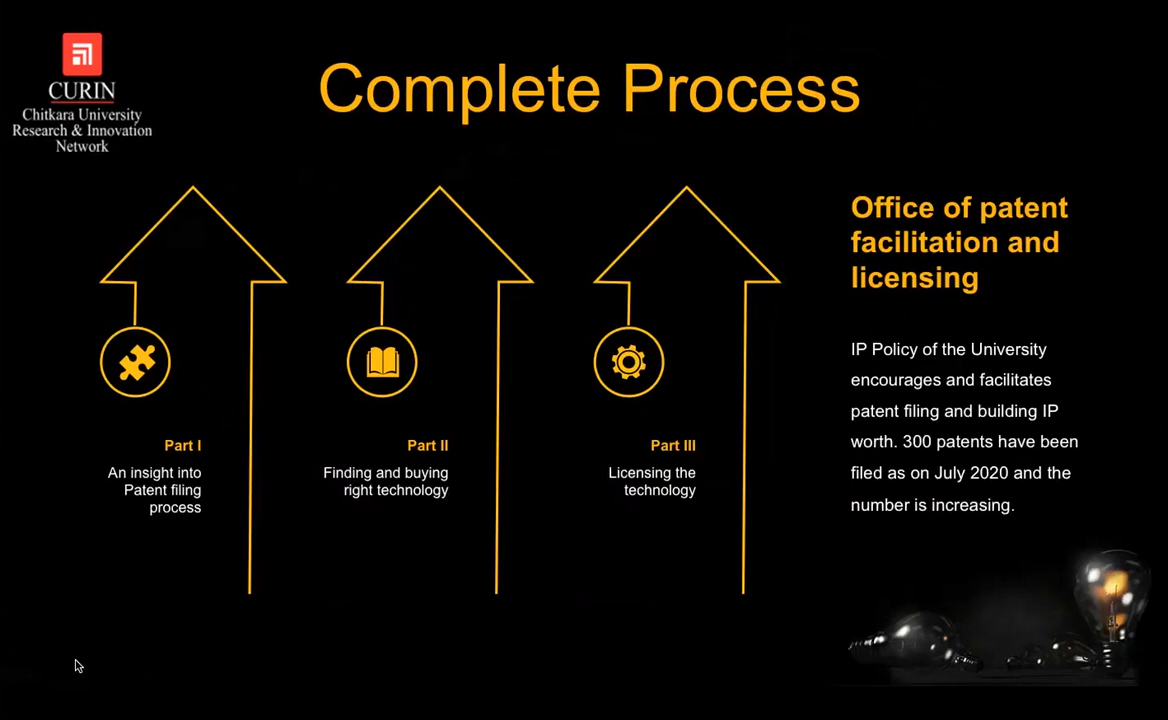 CURIN
Chitkara University
Research & Innovation
Network
Complete Process
Part I
An insight into
Patent filing
process
Part II
Finding and buying
right technology
Part III
Licensing the
technology
Office of patent
facilitation and
licensing
IP Policy of the University
encourages and facilitates
patent filing and building IP
worth. 300 patents have been
filed as on July 2020 and the
number is increasing.